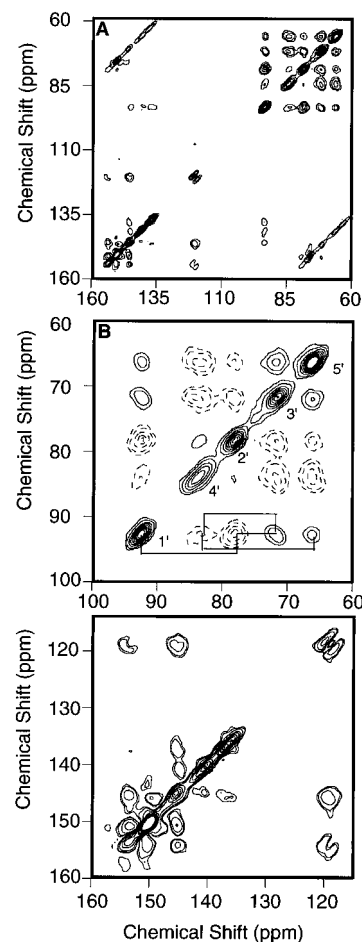 A
Chemical Shift (ppm)
60
85
110
135
160
160 135 110 85 60
B
Chemical Shift (ppm)
60
70
80
90
100
5'
3'
2'
4'
1'
100 90 80 70 60
Chemical Shift (ppm)
120
130
140
150
160
160 150 140 130 120
Chemical Shift (ppm)